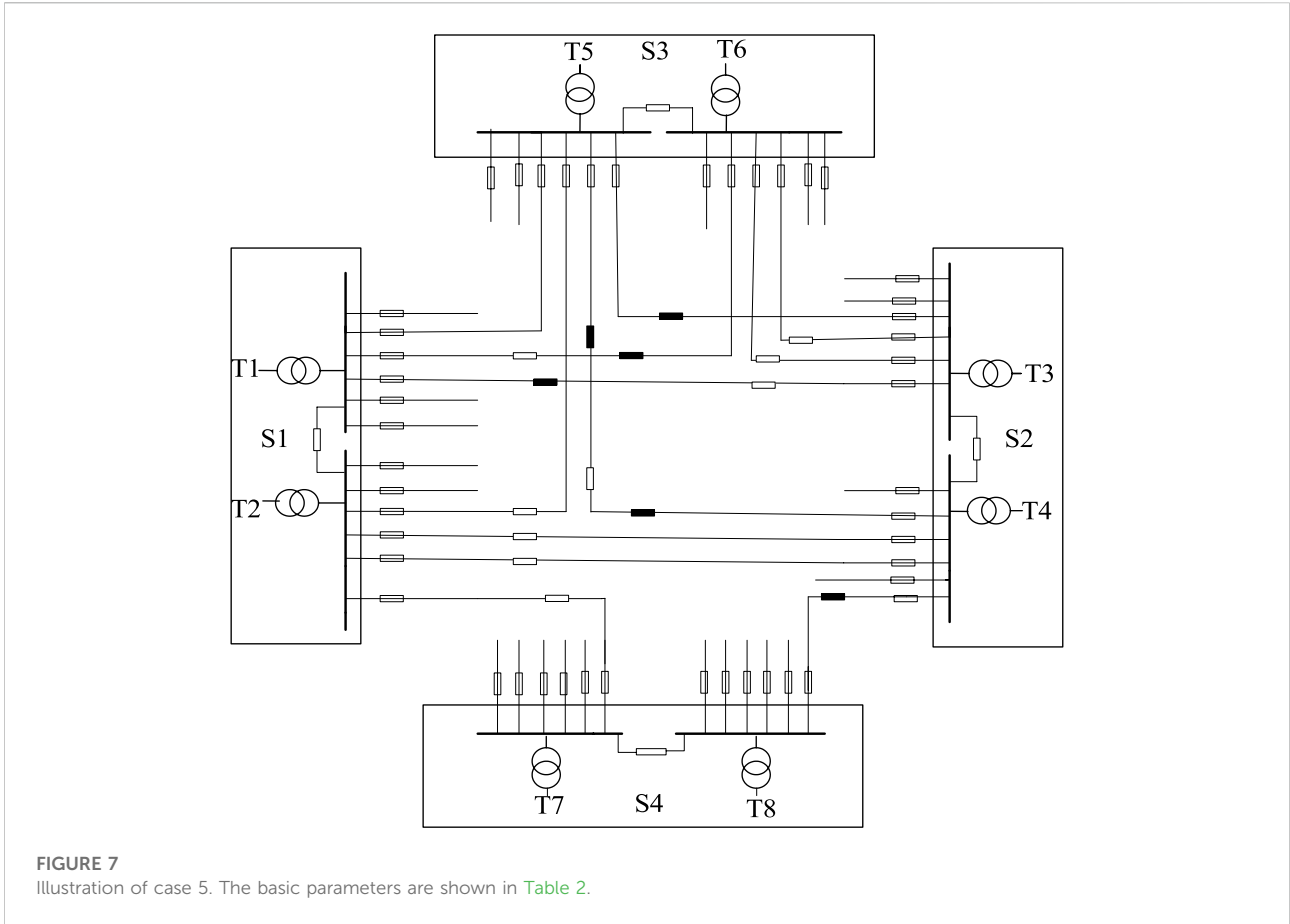 T5 S3 T6
T1
T3
S1
S2
T2
T4
T7 S4 T8
FIGURE 7
Illustration of case 5. The basic parameters are shown in Table 2.